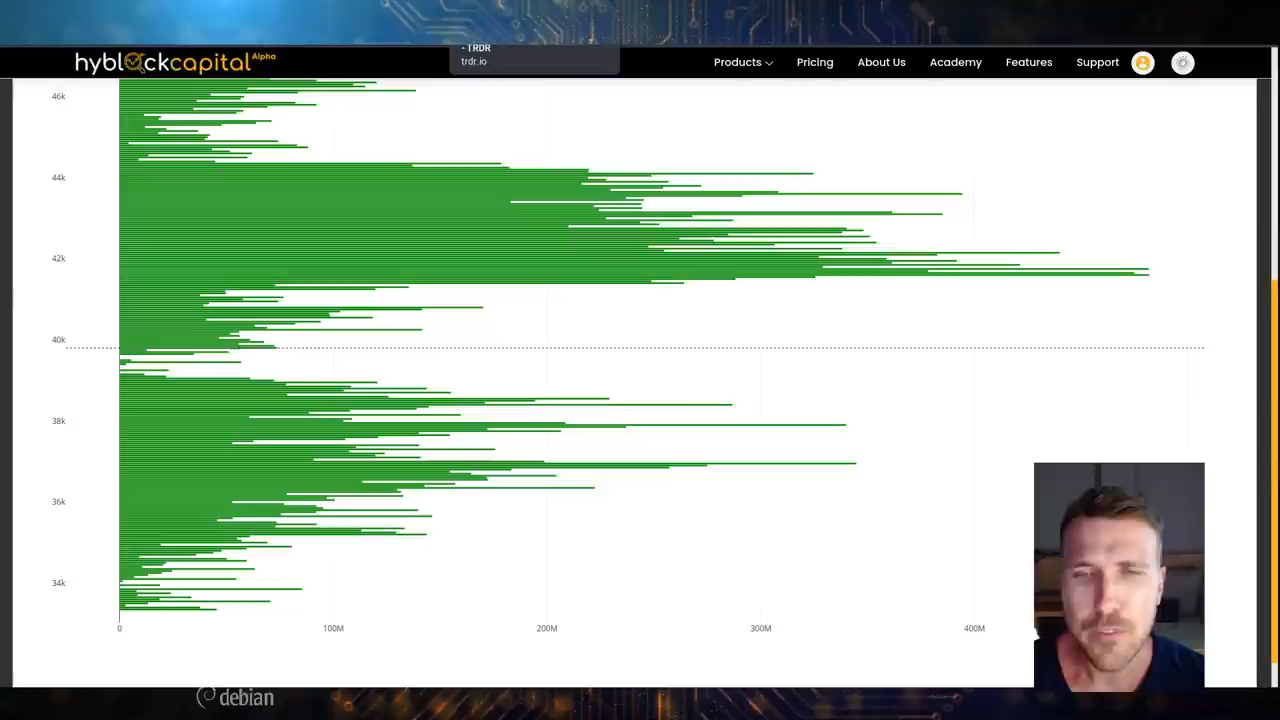 - TRDR
trdr.io
hyblockcapital Alpha
Products
Pricing
About Us
Academy
Features
Support
46k
44k
42k
40k
38k
36k
34k
0
100M
200M
300M
400M
debian